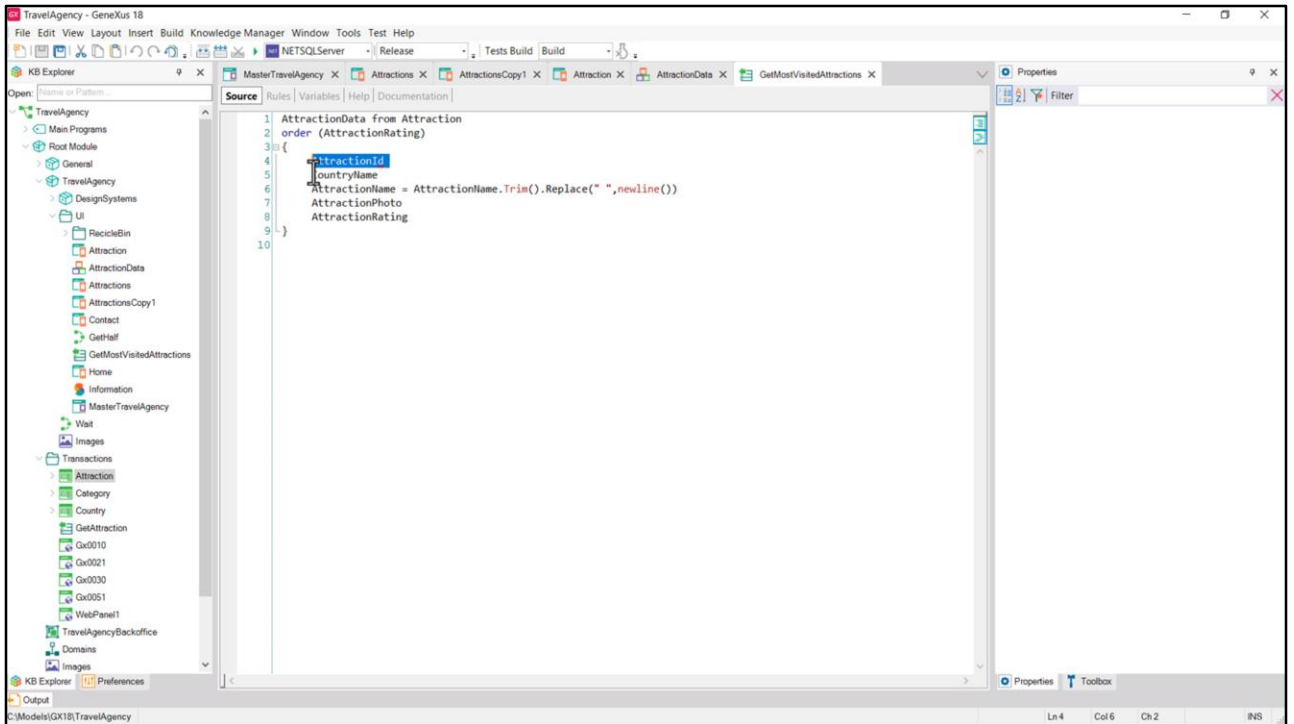 TravelAgency - GeneXus 18
File Edit View Layout Insert Build Knowledge Manager Window Tools Test Help
NETSQLServer Release Tests Build Build
KB Explorer
MasterTravelAgency Attractions AttractionsCopy1 Attraction AttractionData GetMostVisitedAttractions
Properties
Open: Name or Pattern...
Source Rules Variables Help Documentation
Filter
TravelAgency
Main Programs
Root Module
General
TravelAgency
DesignSystems
UI
RecicleBin
Attraction
AttractionData
Attractions
AttractionsCopy1
Contact
GetHalf
GetMostVisitedAttractions
Home
Information
MasterTravelAgency
Wait
Images
Transactions
Attraction
Category
Country
GetAttraction
Gx0010
Gx0021
Gx0030
Gx0051
WebPanel1
TravelAgencyBackoffice
Domains
Images
1 AttractionData from Attraction
2 order (AttractionRating)
3 {
4 AttractionId
5 CountryName
6 AttractionName = AttractionName.Trim().Replace(" ",newline())
7 AttractionPhoto
8 AttractionRating
9 }
10
KB Explorer Preferences
Properties Toolbox
Output
C:\Models\GX18\TravelAgency Ln 4 Col 6 Ch 2 INS